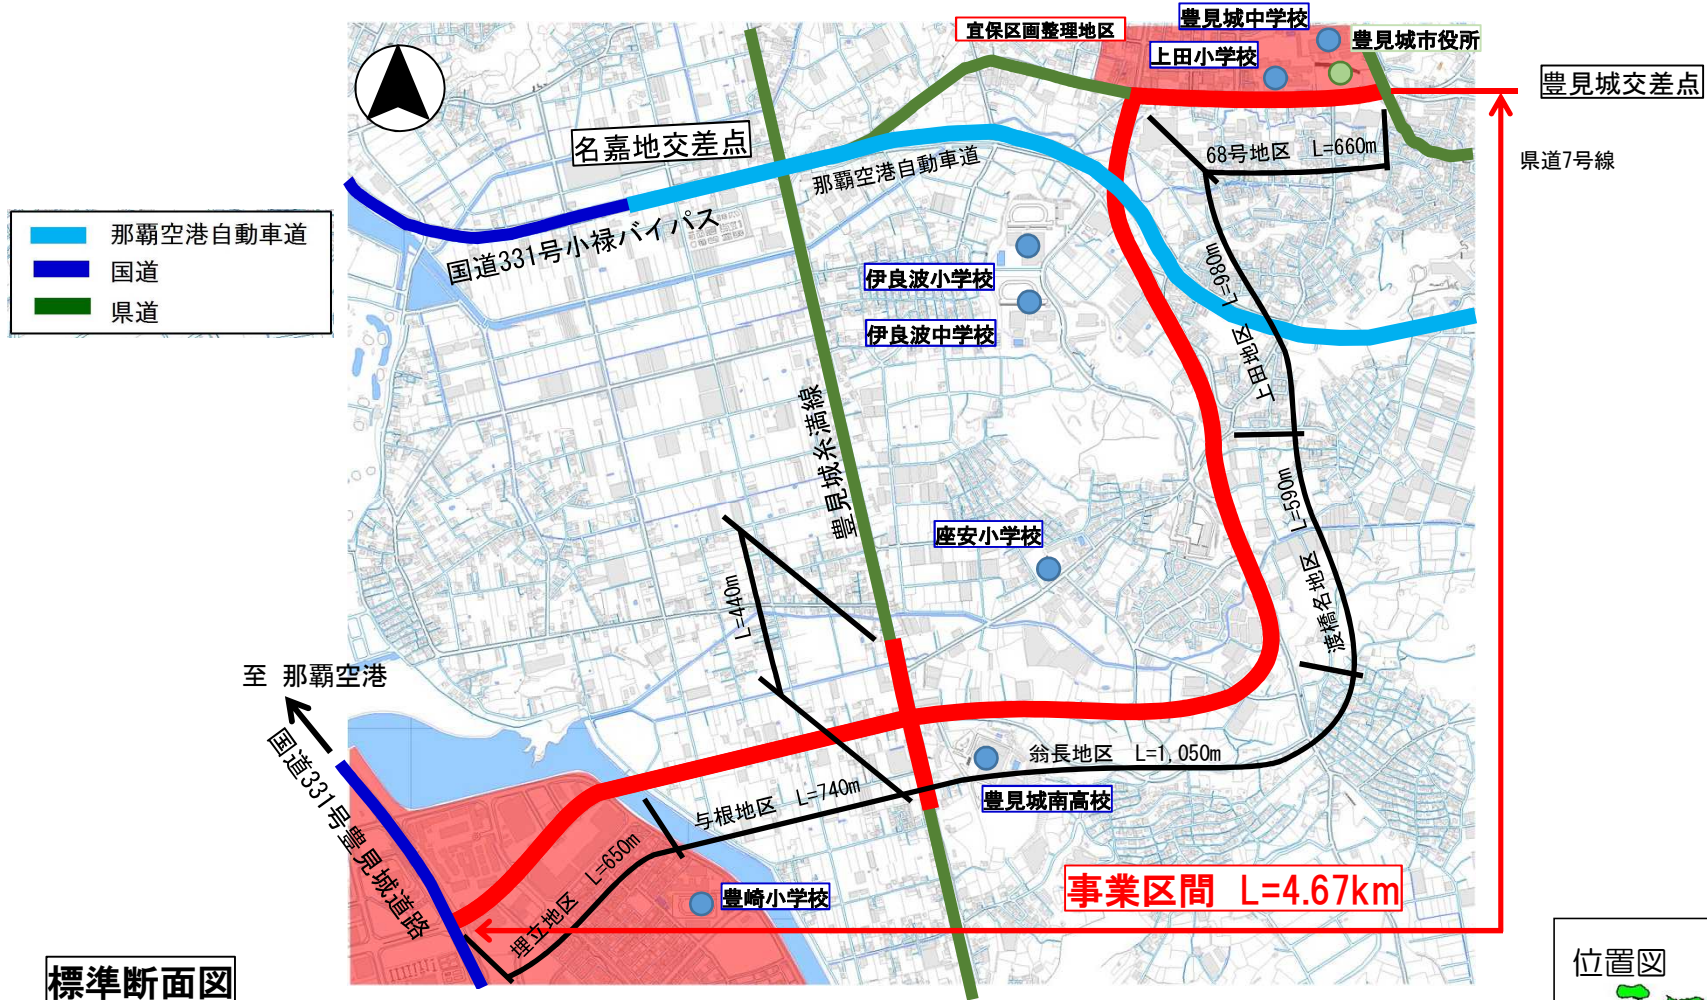 宜保区画整理地区
豊見城中学校
上田小学校
豊見城市役所
豊見城交差点
県道7号線
名嘉地交差点
68号地区 L=660m
那覇空港自動車道
国道331号小禄バイパス
那覇空港自動車道
国道
県道
伊良波小学校
伊良波中学校
上田地区 L=980m
豊見城糸満線
座安小学校
渡橋名地区 L=590m
L=440m
至 那覇空港
国道331号豊見城道路
翁長地区 L=1,050m
与根地区 L=740m
豊見城南高校
埋立地区 L=650m
豊崎小学校
事業区間 L=4.67km
標準断面図
位置図